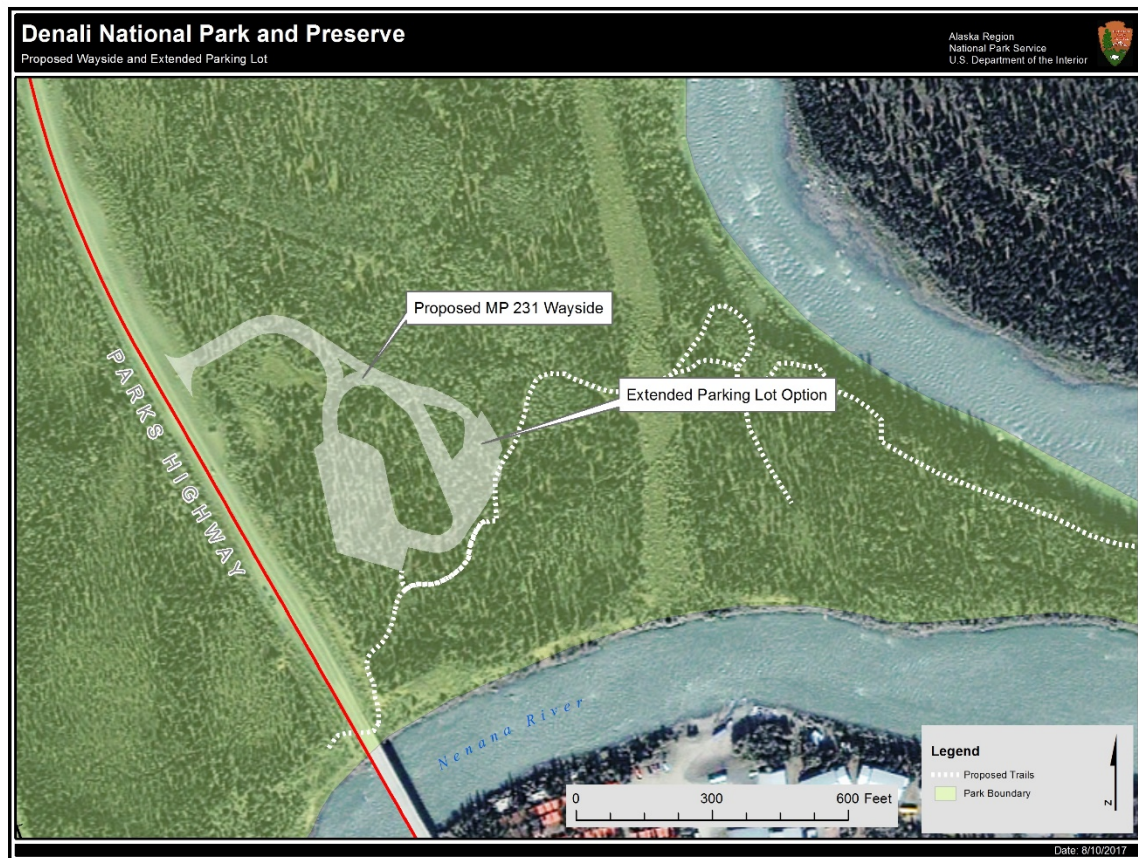 Denali National Park and Preserve
Proposed Wayside and Extended Parking Lot
Alaska Region
National Park Service
U.S. Department of the Interior
Proposed MP 231 Wayside
Extended Parking Lot Option
PARKS HIGHWAY
Nenana River
Legend
Proposed Trails
Park Boundary
N
0 300 600 Feet
Date: 8/10/2017